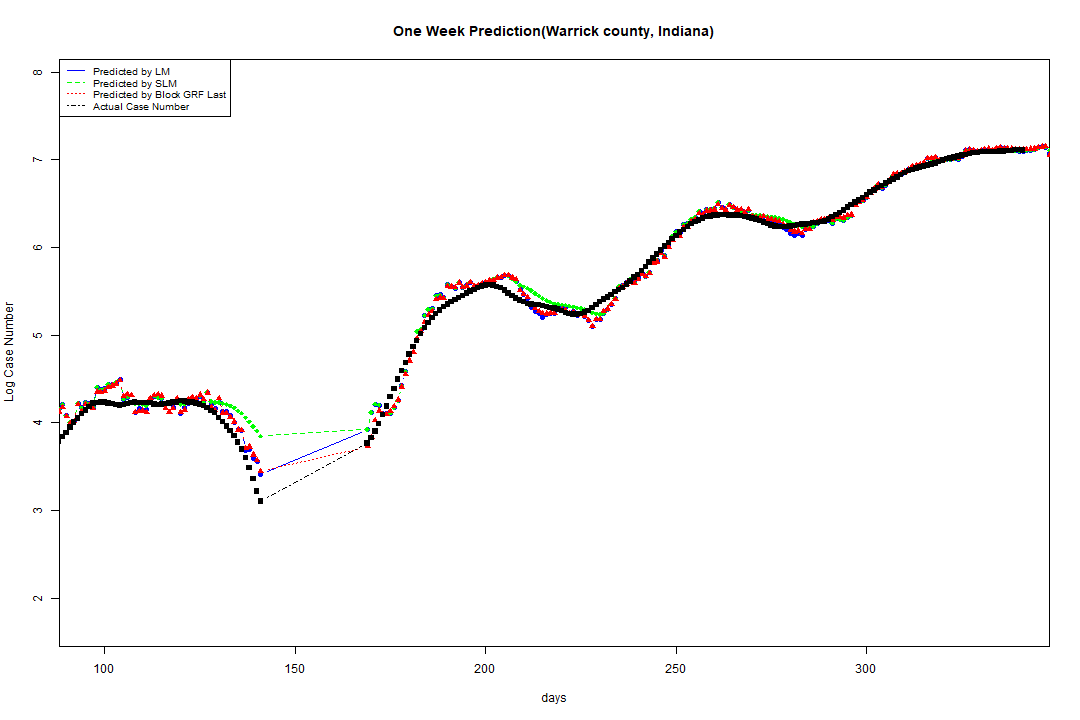 One Week Prediction(Warrick county, Indiana)
Predicted by LM
Predicted by SLM
Predicted by Block GRF Last
Actual Case Number
8
7
6
5
4
3
2
Log Case Number
100 150 200 250 300
days